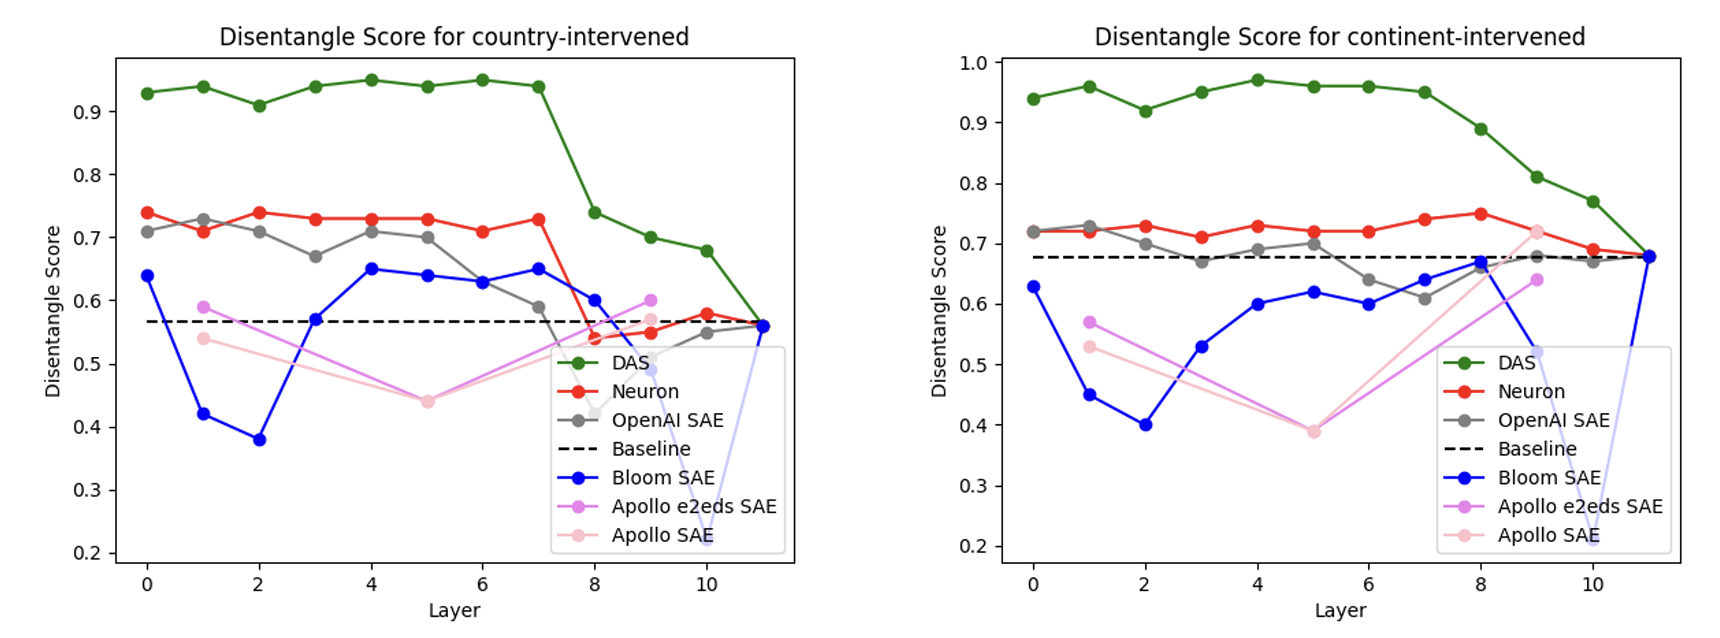 Disentangle Score for country-intervened
Disentangle Score
0.9
0.8
0.7
0.6
0.5
0.4
0.3
0.2
0
2
4
6
8
10
Layer
DAS
Neuron
OpenAI SAE
Baseline
Bloom SAE
Apollo e2eds SAE
Apollo SAE
Disentangle Score for continent-intervened
Disentangle Score
1.0
0.9
0.8
0.7
0.6
0.5
0.4
0.3
0.2
0
2
4
6
8
10
Layer
DAS
Neuron
OpenAI SAE
Baseline
Bloom SAE
Apollo e2eds SAE
Apollo SAE